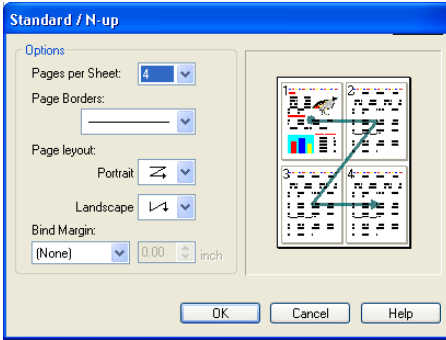 Standard / N-up
Options
Pages per Sheet: 4
Page Borders:
Page leyout:
Portrait
Landscape
Bind Margin:
(None) 0.00 inch
1 2
3 4
OK Cancel Help